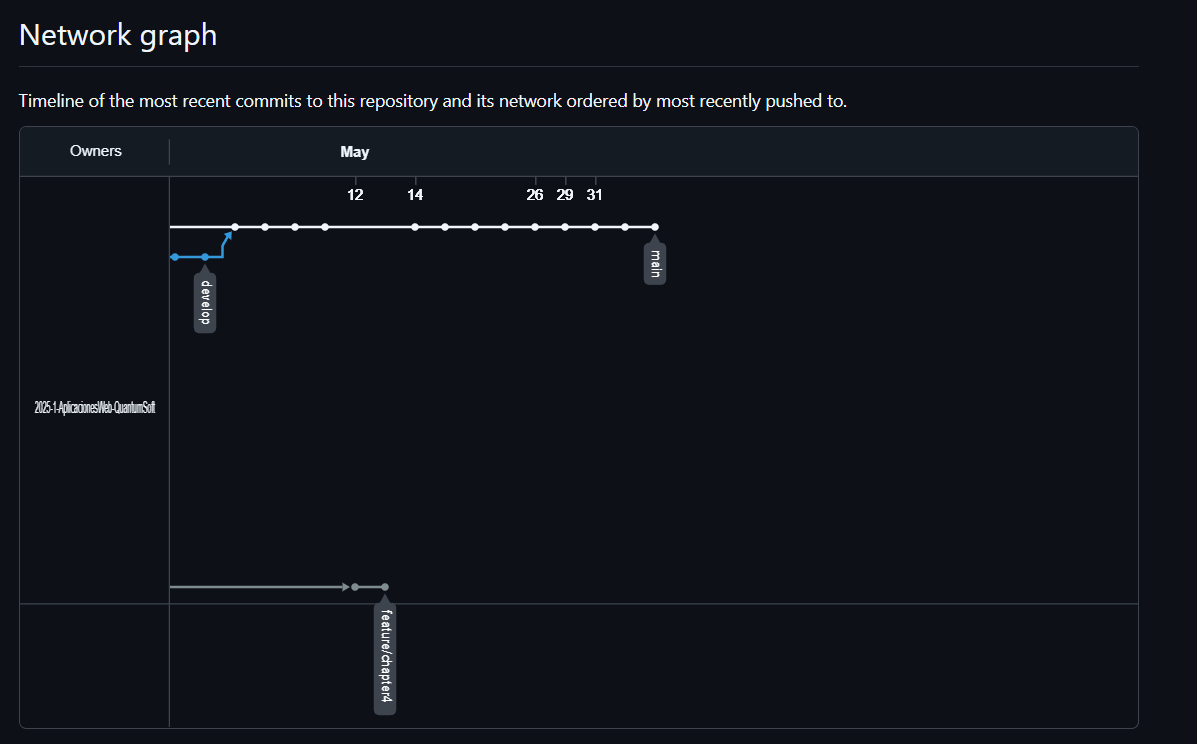 Network graph
Timeline of the most recent commits to this repository and its network ordered by most recently pushed to.
Owners
May
12 14 26 29 31
main
develop
2025-1-AplicacionesWeb-QuantumSoft
feature/chapter4